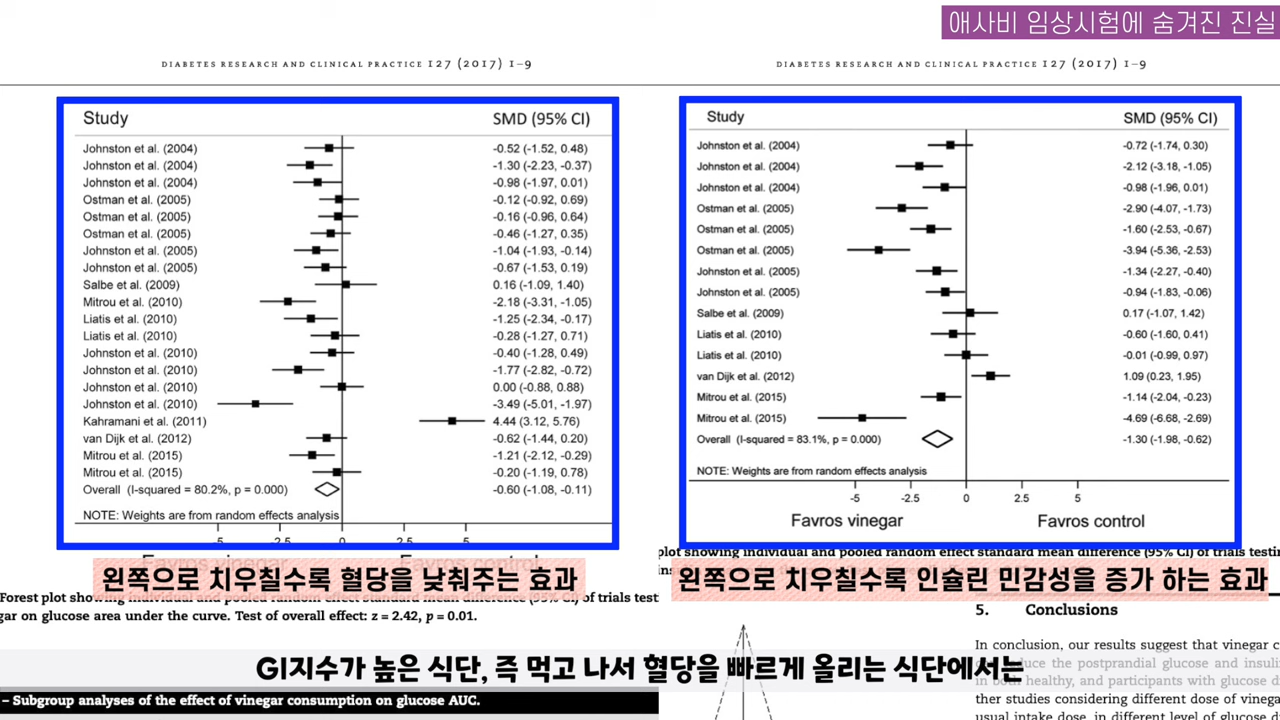 애사비 임상시험에 숨겨진 진실
DIABETES RESEARCH AND CLINICAL PRACTICE 127 (2017) 1–9
Study SMD (95% CI)
Johnston et al. (2004) -0.52 (-1.52, 0.48)
Johnston et al. (2004) -1.30 (-2.23, -0.37)
Johnston et al. (2004) -0.98 (-1.97, 0.01)
Ostman et al. (2005) -0.12 (-0.92, 0.69)
Ostman et al. (2005) -0.16 (-0.96, 0.64)
Ostman et al. (2005) -0.46 (-1.27, 0.35)
Johnston et al. (2005) -1.04 (-1.93, -0.14)
Johnston et al. (2005) -0.67 (-1.53, 0.19)
Salbe et al. (2009) 0.16 (-1.09, 1.40)
Mitrou et al. (2010) -2.18 (-3.31, -1.05)
Liatis et al. (2010) -1.25 (-2.34, -0.17)
Liatis et al. (2010) -0.28 (-1.27, 0.71)
Johnston et al. (2010) -0.40 (-1.28, 0.49)
Johnston et al. (2010) -1.77 (-2.82, -0.72)
Johnston et al. (2010) 0.00 (-0.88, 0.88)
Johnston et al. (2010) -3.49 (-5.01, -1.97)
Kahramani et al. (2011) 4.44 (3.12, 5.76)
van Dijk et al. (2012) -0.62 (-1.44, 0.20)
Mitrou et al. (2015) -1.21 (-2.12, -0.29)
Mitrou et al. (2015) -0.20 (-1.19, 0.78)
Overall (I-squared = 80.2%, p = 0.000) -0.60 (-1.08, -0.11)
NOTE: Weights are from random effects analysis
-5 -2.5 0 2.5 5
왼쪽으로 치우칠수록 혈당을 낮춰주는 효과
Forest plot showing individual and pooled random effect standard mean difference (95% CI) of trials test
gar on glucose area under the curve. Test of overall effect: z = 2.42, p = 0.01.
– Subgroup analyses of the effect of vinegar consumption on glucose AUC.
DIABETES RESEARCH AND CLINICAL PRACTICE 127 (2017) 1–9
Study SMD (95% CI)
Johnston et al. (2004) -0.72 (-1.74, 0.30)
Johnston et al. (2004) -2.12 (-3.18, -1.05)
Johnston et al. (2004) -0.98 (-1.96, 0.01)
Ostman et al. (2005) -2.90 (-4.07, -1.73)
Ostman et al. (2005) -1.60 (-2.53, -0.67)
Ostman et al. (2005) -3.94 (-5.36, -2.53)
Johnston et al. (2005) -1.34 (-2.27, -0.40)
Johnston et al. (2005) -0.94 (-1.83, -0.06)
Salbe et al. (2009) 0.17 (-1.07, 1.42)
Liatis et al. (2010) -0.60 (-1.60, 0.41)
Liatis et al. (2010) -0.01 (-0.99, 0.97)
van Dijk et al. (2012) 1.09 (0.23, 1.95)
Mitrou et al. (2015) -1.14 (-2.04, -0.23)
Mitrou et al. (2015) -4.69 (-6.68, -2.69)
Overall (I-squared = 83.1%, p = 0.000) -1.30 (-1.98, -0.62)
NOTE: Weights are from random effects analysis
-5 -2.5 0 2.5 5
Favros vinegar Favros control
plot showing individual and pooled random effect standard mean difference (95% CI) of trials testin
왼쪽으로 치우칠수록 인슐린 민감성을 증가 하는 효과
5. Conclusions
In conclusion, our results suggest that vinegar c
the postprandial glucose and insuli
in both healthy, and participants with glucose di
ther studies considering different dose of vinega
usual intake dose, in different level of glucose
GI지수가 높은 식단, 즉 먹고 나서 혈당을 빠르게 올리는 식단에서는